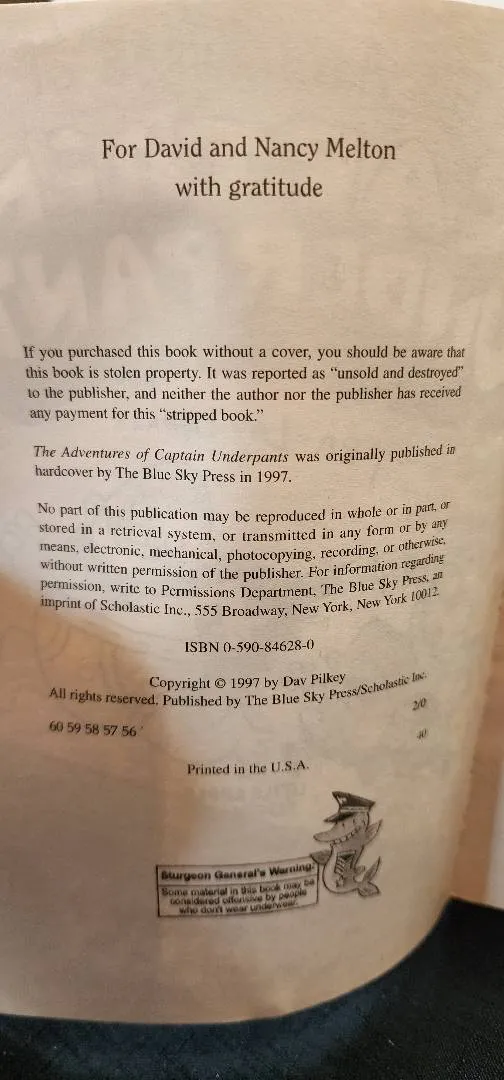 For David and Nancy Melton
with gratitude
If you purchased this book without a cover, you should be aware that
this book is stolen property. It was reported as “unsold and destroyed”
to the publisher, and neither the author nor the publisher has received
any payment for this “stripped book.”
The Adventures of Captain Underpants was originally published in
hardcover by The Blue Sky Press in 1997.
No part of this publication may be reproduced in whole or in part, or
stored in a retrieval system, or transmitted in any form or by any
means, electronic, mechanical, photocopying, recording, or otherwise,
without written permission of the publisher. For information regarding
permission, write to Permissions Department, The Blue Sky Press, an
imprint of Scholastic Inc., 555 Broadway, New York, New York 10012.
ISBN 0-590-84628-0
Copyright © 1997 by Dav Pilkey
All rights reserved. Published by The Blue Sky Press/Scholastic Inc.
60 59 58 57 56 2/0
40
Printed in the U.S.A.
Sturgeon General's Warning:
Some material in this book may be
considered offensive by people
who don't wear underwear.